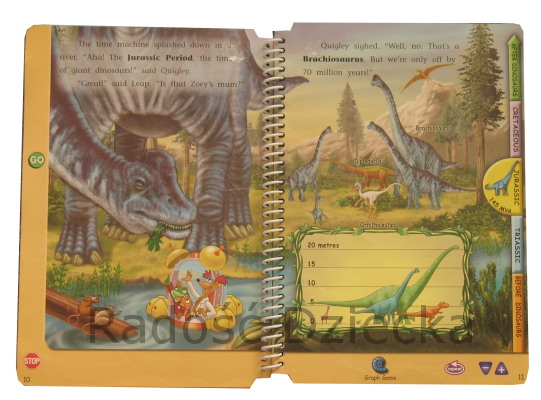 The time machine splashed down in a
river. "Aha! The Jurassic Period, the time
of giant dinosaurs!" said Quigley.
"Great!" said Leap. "Is that Zoey's mum?"
GO
STOP
10
Quigley sighed. "Well, no. That's a
Brachiosaurus. But we're only off by
70 million years!"
Brachiosaurus
Ornitholestes
20 metres
15
10
5
0
Graph Game
11
AFTER DINOSAURS
CRETACEOUS
JURASSIC
145 MYA
TRIASSIC
BEFORE DINOSAURS
Radość Dziecka